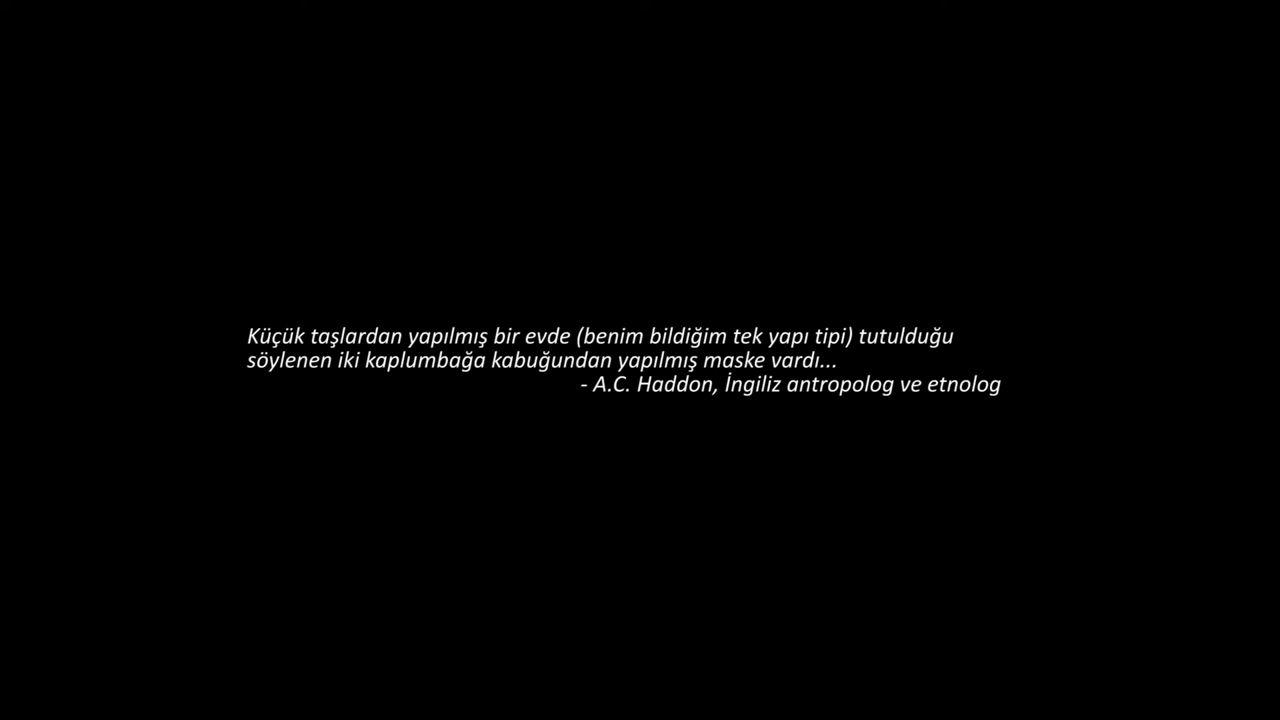 Küçük taşlardan yapılmış bir evde (benim bildiğim tek yapı tipi) tutulduğu
söylenen iki kaplumbağa kabuğundan yapılmış maske vardı...
- A.C. Haddon, İngiliz antropolog ve etnolog